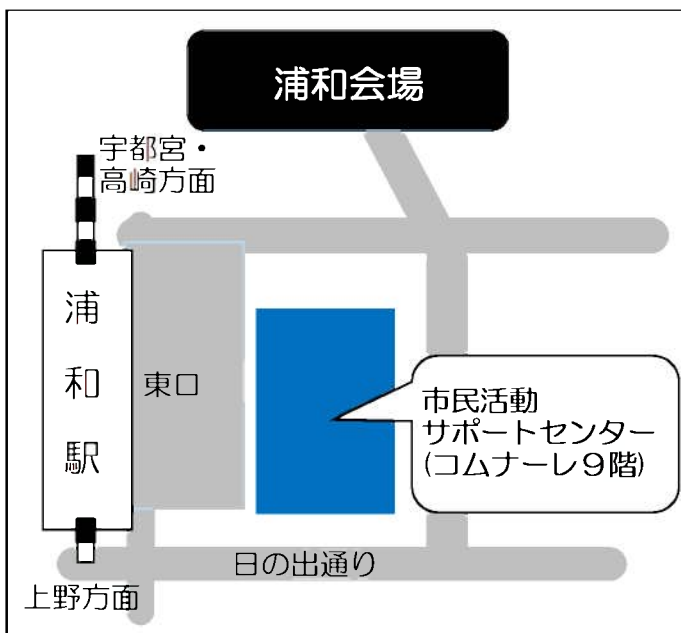 浦和会場
宇都宮・
高崎方面
浦和駅
東口
市民活動
サポートセンター
(コムナーレ9階)
日の出通り
上野方面